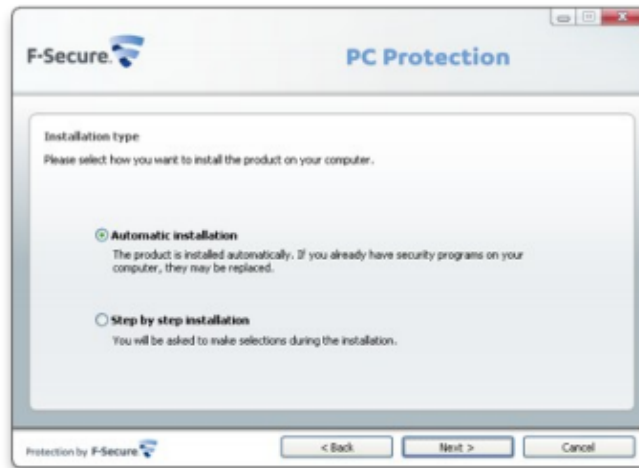 F-Secure.
PC Protection
Installation type
Please select how you want to install the product on your computer.
Automatic installation
The product is installed automatically. If you already have security programs on your
computer, they may be replaced.
Step by step installation
You will be asked to make selections during the installation.
Protection by F-Secure
< Back
Next >
Cancel